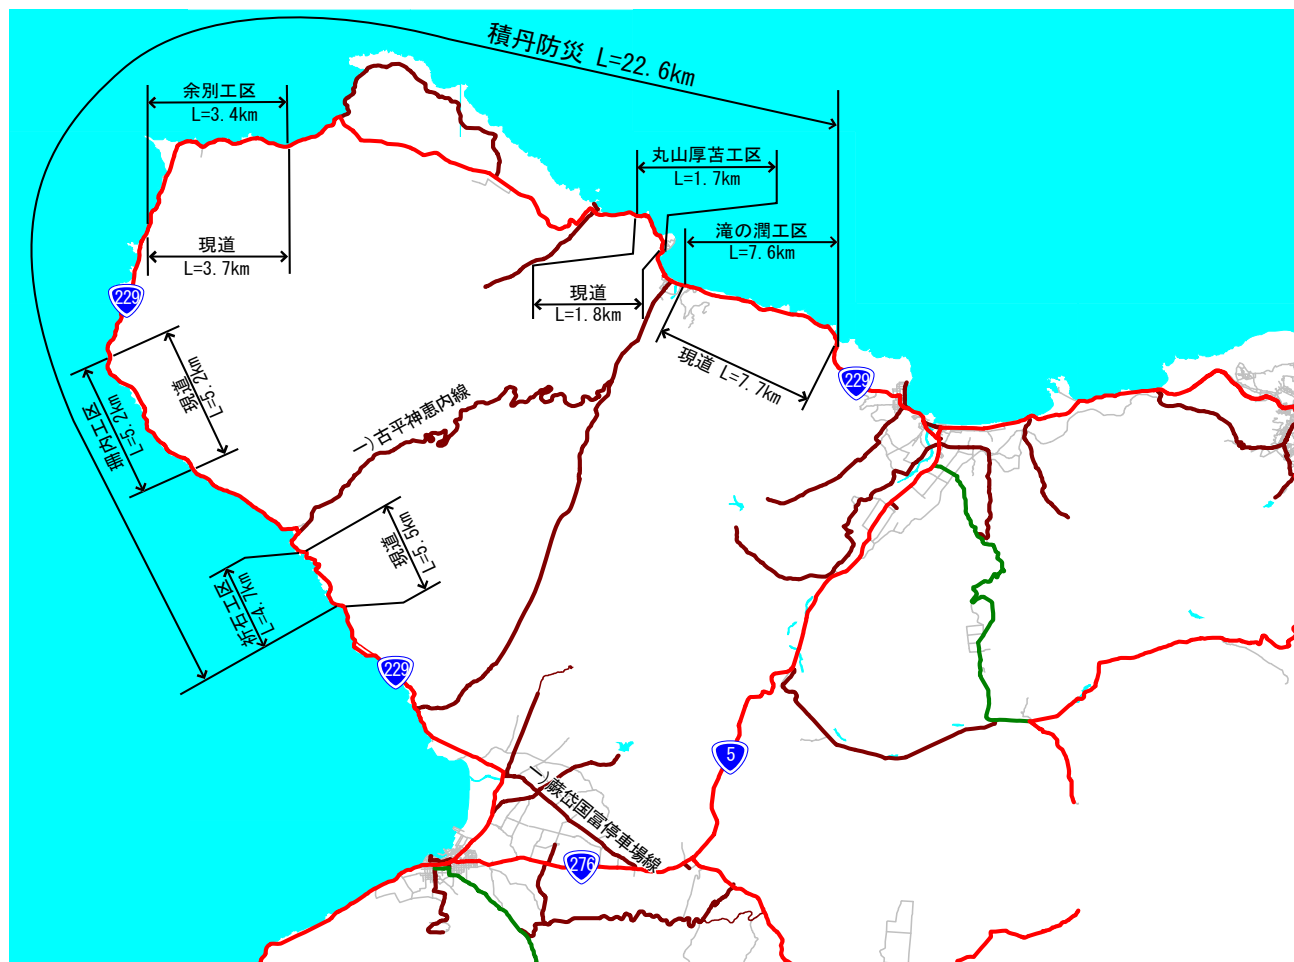 積丹防災 L=22.6km
余別工区
L=3.4km
丸山厚苫工区
L=1.7km
滝の澗工区
L=7.6km
現道
L=3.7km
現道
L=1.8km
229
現道 L=7.7km
229
現道
L=5.2km
珊内工区
L=5.2km
一)古平神恵内線
現道
L=5.5km
祈石工区
L=4.7km
229
5
一)蕨岱国富停車場線
276